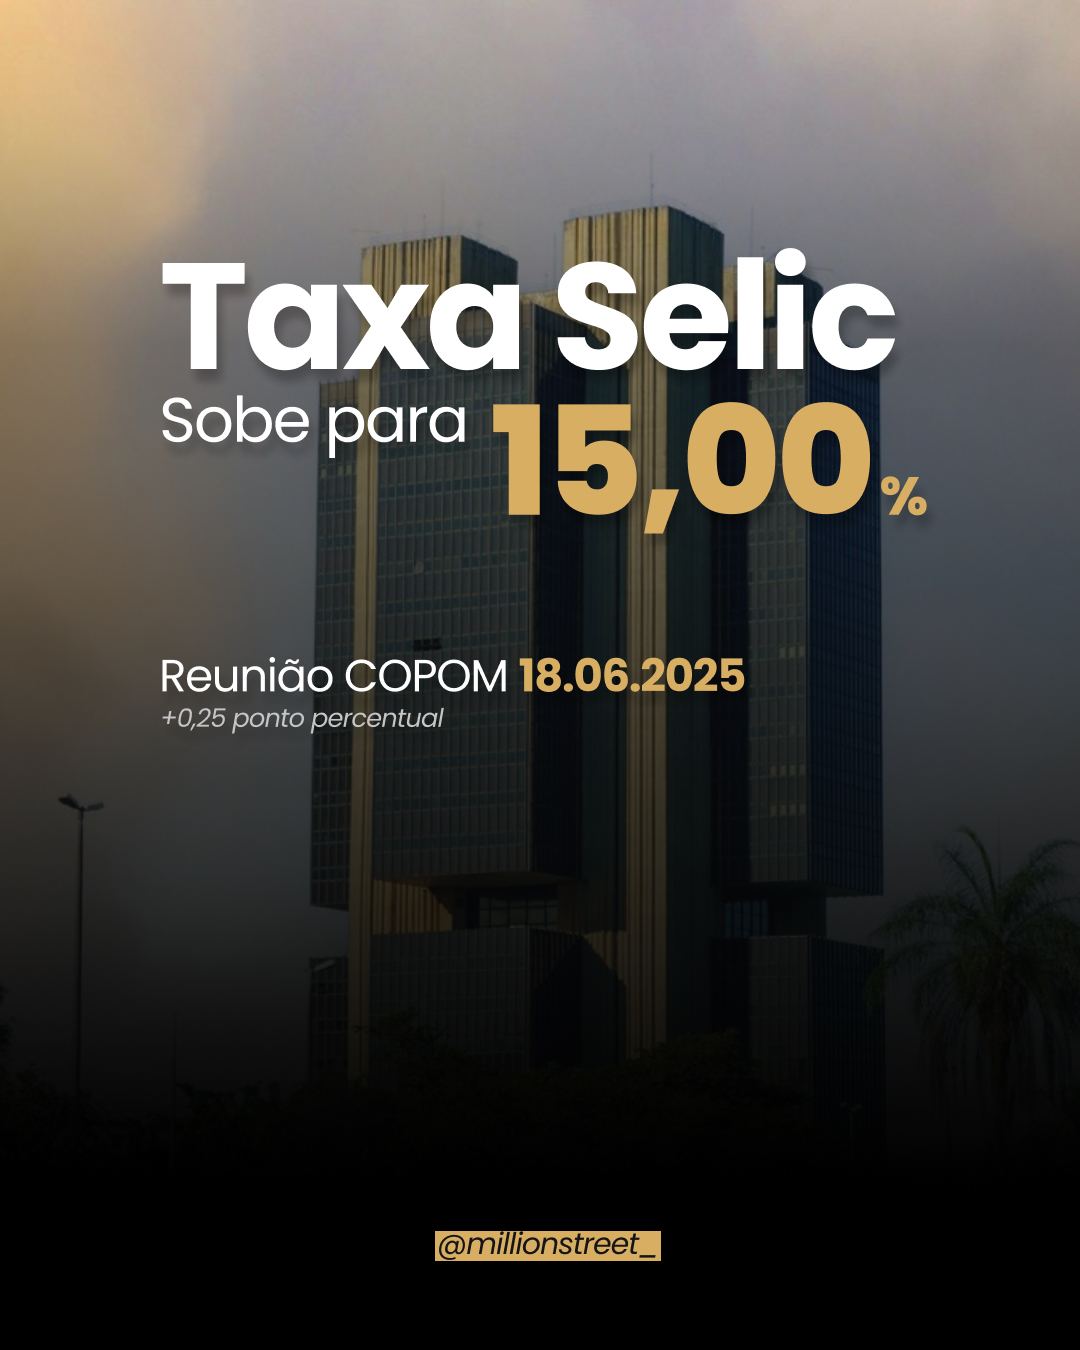 Taxa Selic
Sobe para 15,00%
Reunião COPOM 18.06.2025
+0,25 ponto percentual
@millionstreet_